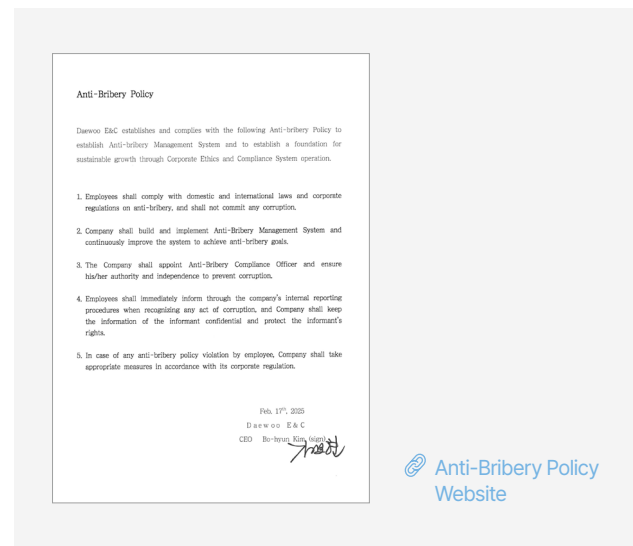 Anti-Bribery Policy
Daewoo E&C establishes and complies with the following Anti-bribery Policy to
establish Anti-bribery Management System and to establish a foundation for
sustainable growth through Corporate Ethics and Compliance System operation.
1. Employees shall comply with domestic and international laws and corporate
regulations on anti-bribery, and shall not commit any corruption.
2. Company shall build and implement Anti-Bribery Management System and
continuously improve the system to achieve anti-bribery goals.
3. The Company shall appoint Anti-Bribery Compliance Officer and ensure
his/her authority and independence to prevent corruption.
4. Employees shall immediately inform through the company's internal reporting
procedures when recognizing any act of corruption, and Company shall keep
the information of the informant confidential and protect the informant's
rights.
5. In case of any anti-bribery policy violation by employee, Company shall take
appropriate measures in accordance with its corporate regulation.
Feb. 17th, 2025
Daewoo E&C
CEO Bo-hyun Kim (sign)
Anti-Bribery Policy
Website